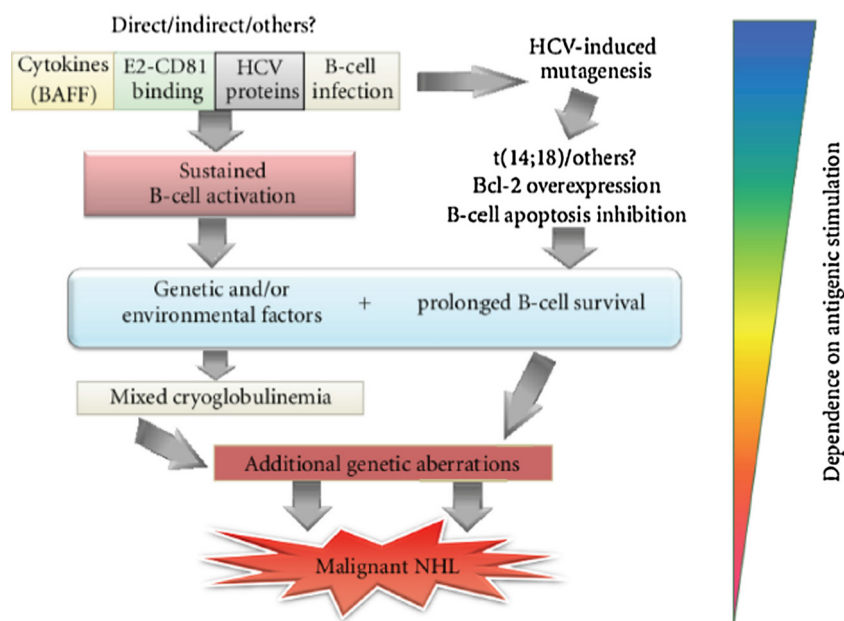 Direct/indirect/others?
Cytokines
(BAFF)
E2-CD81
binding
HCV
proteins
B-cell
infection
HCV-induced
mutagenesis
Sustained
B-cell activation
t(14;18)/others?
Bcl-2 overexpression
B-cell apoptosis inhibition
Genetic and/or
environmental factors
+
prolonged B-cell survival
Mixed cryoglobulinemia
Additional genetic aberrations
Malignant NHL
Dependence on antigenic stimulation